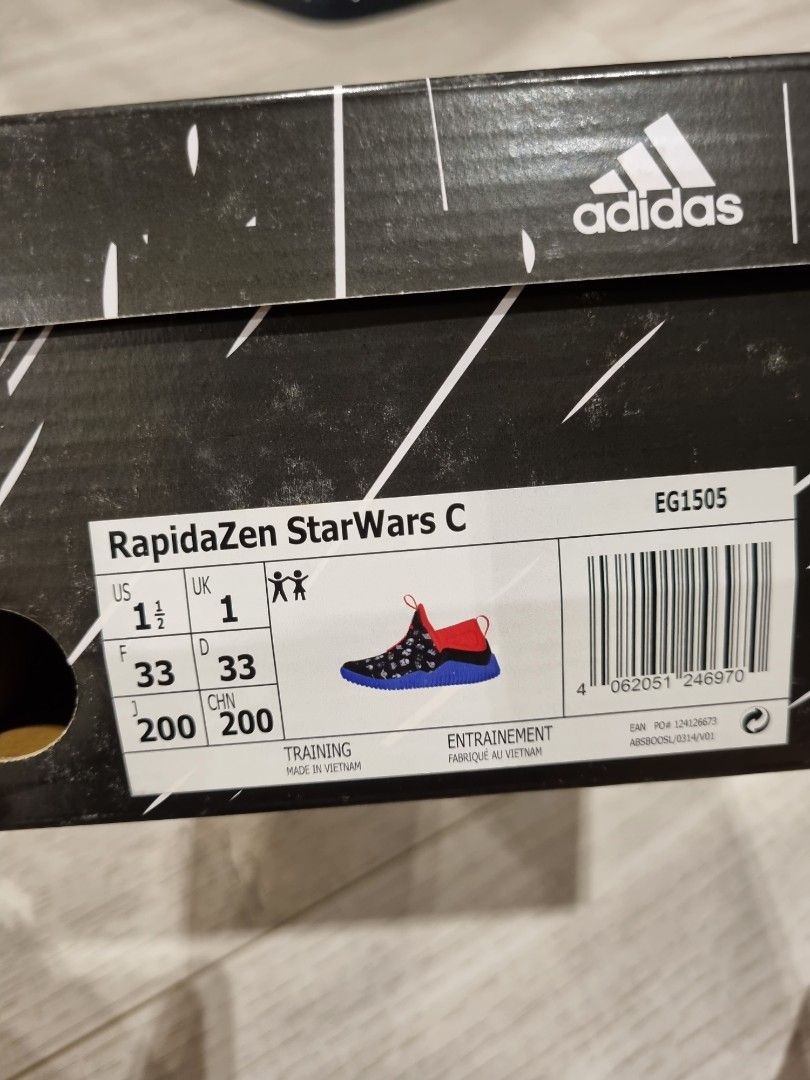 adidas
RapidaZen StarWars C
EG1505
US 1½
UK 1
F 33
D 33
J 200
CHN 200
4 062051 246970
TRAINING
MADE IN VIETNAM
ENTRAINEMENT
FABRIQUÉ AU VIETNAM
EAN PO# 124126673
ABSBOOSL/0314/V01